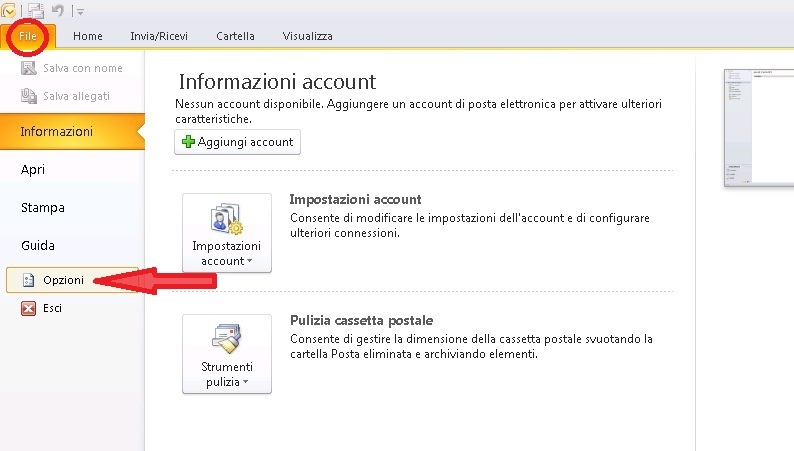 File Home Invia/Ricevi Cartella Visualizza
Salva con nome
Salva allegati
Informazioni
Apri
Stampa
Guida
Opzioni
Esci
Informazioni account
Nessun account disponibile. Aggiungere un account di posta elettronica per attivare ulteriori
caratteristiche.
Aggiungi account
Impostazioni
account
Impostazioni account
Consente di modificare le impostazioni dell'account e di configurare
ulteriori connessioni.
Strumenti
pulizia
Pulizia cassetta postale
Consente di gestire la dimensione della cassetta postale svuotando la
cartella Posta eliminata e archiviando elementi.